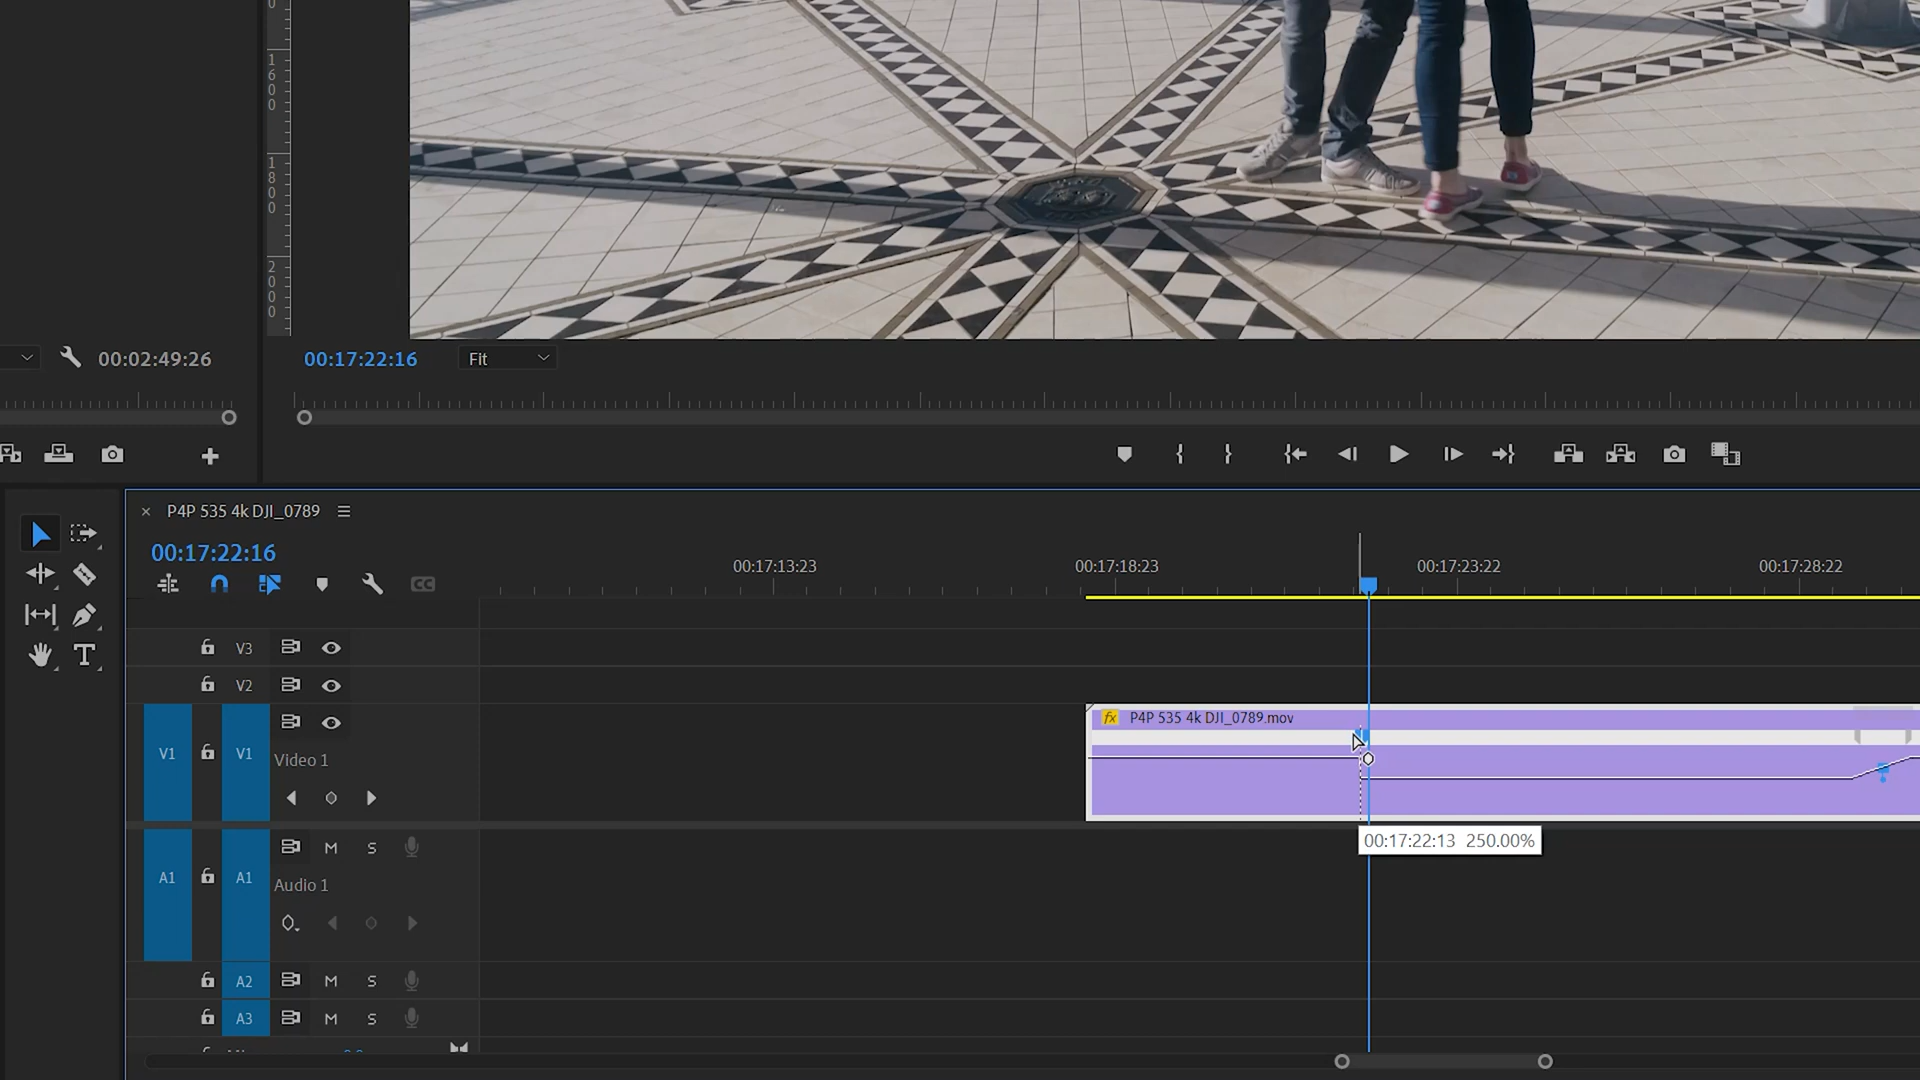 1600
1800
2000
00:02:49:26
00:17:22:16
Fit
P4P 535 4k DJI_0789
00:17:22:16
00:17:13:23
00:17:18:23
00:17:23:22
00:17:28:22
CC
V3
V2
fx P4P 535 4k DJI_0789.mov
V1
V1
Video 1
00:17:22:13 250.00%
M S
A1
A1
Audio 1
A2
M S
A3
M S